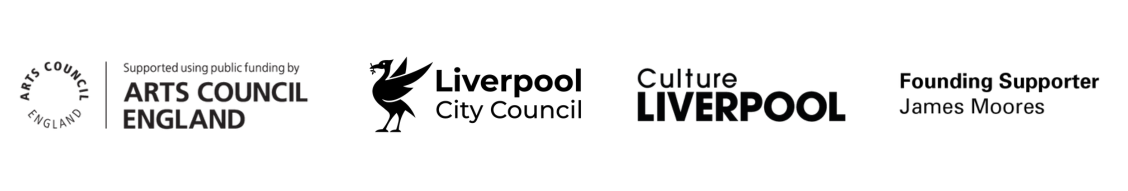 ARTS COUNCIL
ENGLAND
Supported using public funding by
ARTS COUNCIL
ENGLAND
Liverpool
City Council
Culture
LIVERPOOL
Founding Supporter
James Moores